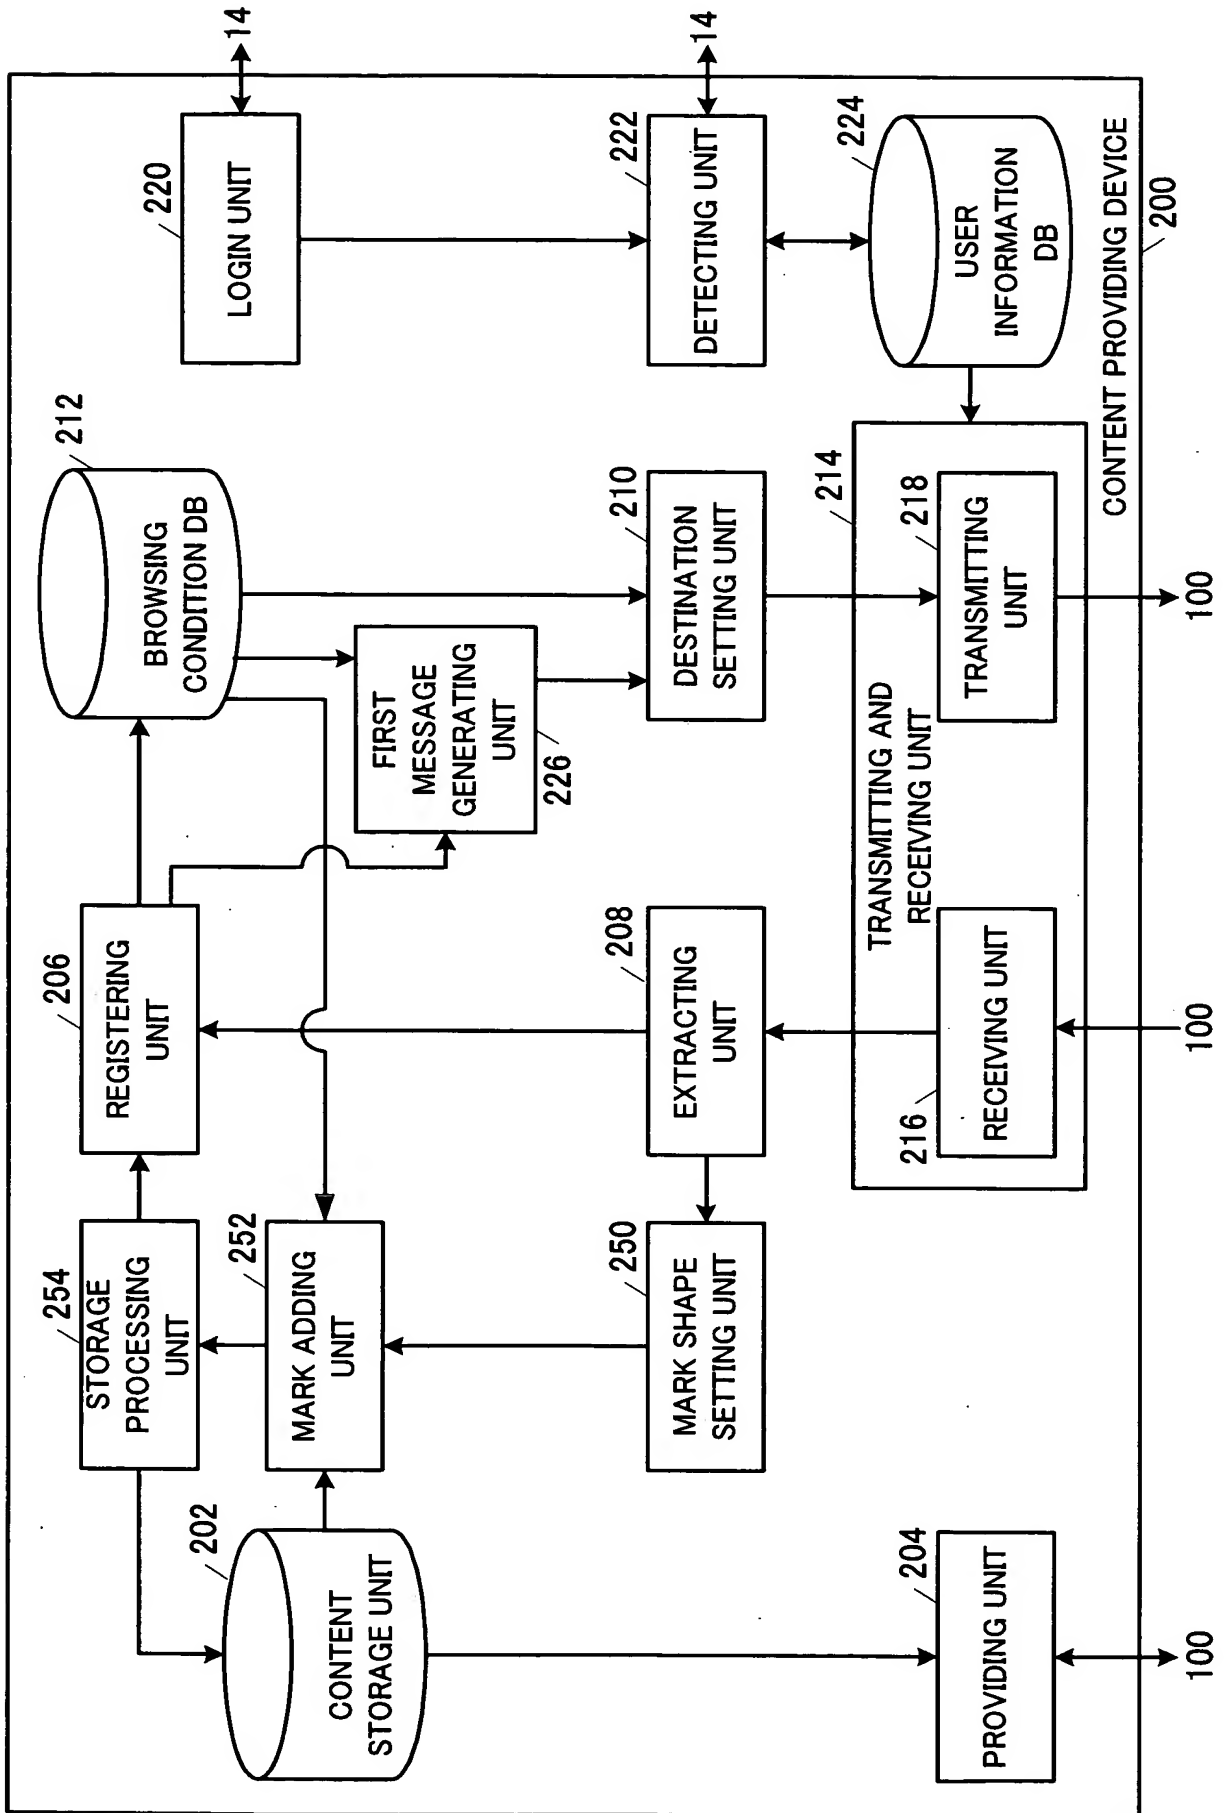 CONTENT PROVIDING DEVICE
200
254
STORAGE
PROCESSING
UNIT
206
REGISTERING
UNIT
212
BROWSING
CONDITION DB
220
LOGIN UNIT
14
202
CONTENT
STORAGE UNIT
252
MARK ADDING
UNIT
FIRST
MESSAGE
GENERATING
UNIT
226
250
MARK SHAPE
SETTING UNIT
208
EXTRACTING
UNIT
210
DESTINATION
SETTING UNIT
222
DETECTING UNIT
14
224
USER
INFORMATION
DB
214
TRANSMITTING AND
RECEIVING UNIT
204
PROVIDING UNIT
216
RECEIVING UNIT
218
TRANSMITTING
UNIT
100
100
100